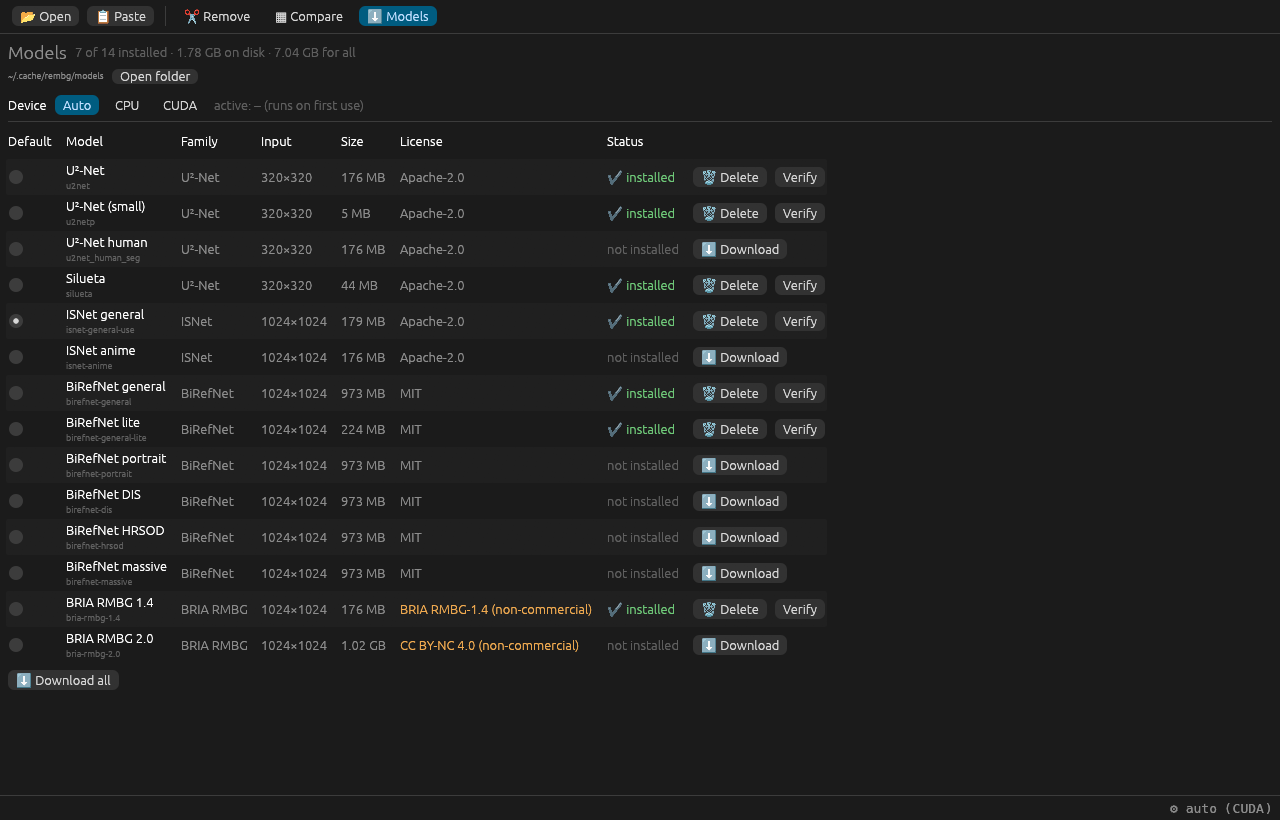 📂 Open 📋 Paste ✂️ Remove ▦ Compare ⬇️ Models
Models 7 of 14 installed · 1.78 GB on disk · 7.04 GB for all
~/.cache/rembg/models Open folder
Device Auto CPU CUDA active: – (runs on first use)
Default Model Family Input Size License Status
U²-Net U²-Net 320×320 176 MB Apache-2.0 ✔ installed 🗑 Delete Verify
u2net
U²-Net (small) U²-Net 320×320 5 MB Apache-2.0 ✔ installed 🗑 Delete Verify
u2netp
U²-Net human U²-Net 320×320 176 MB Apache-2.0 not installed ⬇️ Download
u2net_human_seg
Silueta U²-Net 320×320 44 MB Apache-2.0 ✔ installed 🗑 Delete Verify
silueta
ISNet general ISNet 1024×1024 179 MB Apache-2.0 ✔ installed 🗑 Delete Verify
isnet-general-use
ISNet anime ISNet 1024×1024 176 MB Apache-2.0 not installed ⬇️ Download
isnet-anime
BiRefNet general BiRefNet 1024×1024 973 MB MIT ✔ installed 🗑 Delete Verify
birefnet-general
BiRefNet lite BiRefNet 1024×1024 224 MB MIT ✔ installed 🗑 Delete Verify
birefnet-general-lite
BiRefNet portrait BiRefNet 1024×1024 973 MB MIT not installed ⬇️ Download
birefnet-portrait
BiRefNet DIS BiRefNet 1024×1024 973 MB MIT not installed ⬇️ Download
birefnet-dis
BiRefNet HRSOD BiRefNet 1024×1024 973 MB MIT not installed ⬇️ Download
birefnet-hrsod
BiRefNet massive BiRefNet 1024×1024 973 MB MIT not installed ⬇️ Download
birefnet-massive
BRIA RMBG 1.4 BRIA RMBG 1024×1024 176 MB BRIA RMBG-1.4 (non-commercial) ✔ installed 🗑 Delete Verify
bria-rmbg-1.4
BRIA RMBG 2.0 BRIA RMBG 1024×1024 1.02 GB CC BY-NC 4.0 (non-commercial) not installed ⬇️ Download
bria-rmbg-2.0
⬇️ Download all
⚙ auto (CUDA)